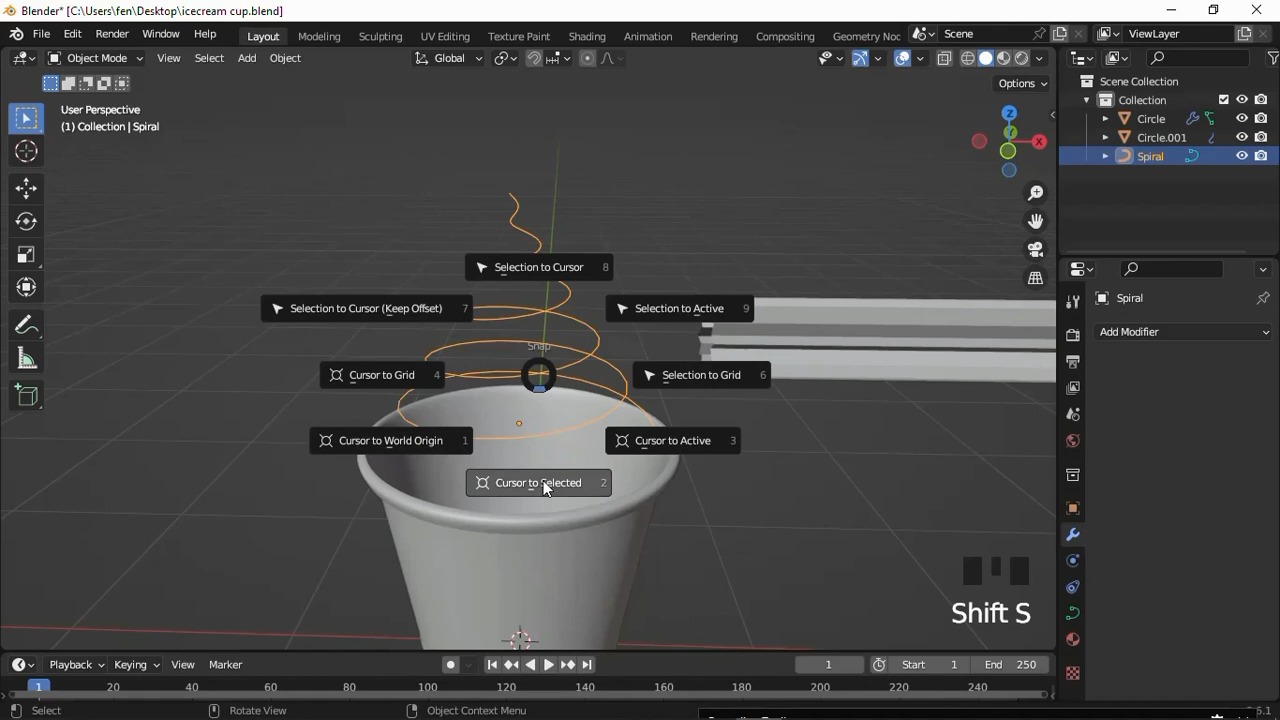 Blender* [C:\Users\fen\Desktop\icecream cup.blend]
File Edit Render Window Help Layout Modeling Sculpting UV Editing Texture Paint Shading Animation Rendering Compositing Geometry Noc Scene ViewLayer
Object Mode View Select Add Object Global
Options
User Perspective
(1) Collection | Spiral
Z
Y
X
Scene Collection
Collection
Circle
Circle.001
Spiral
Selection to Cursor 8
Selection to Cursor (Keep Offset) 7
Selection to Active 9
Snap
Cursor to Grid 4
Selection to Grid 6
Cursor to World Origin 1
Cursor to Active 3
Cursor to Selected 2
Spiral
Add Modifier
Shift S
Playback Keying View Marker 1 Start 1 End 250
1 20 40 60 80 100 120 140 160 180 200 220 240
Select Rotate View Object Context Menu